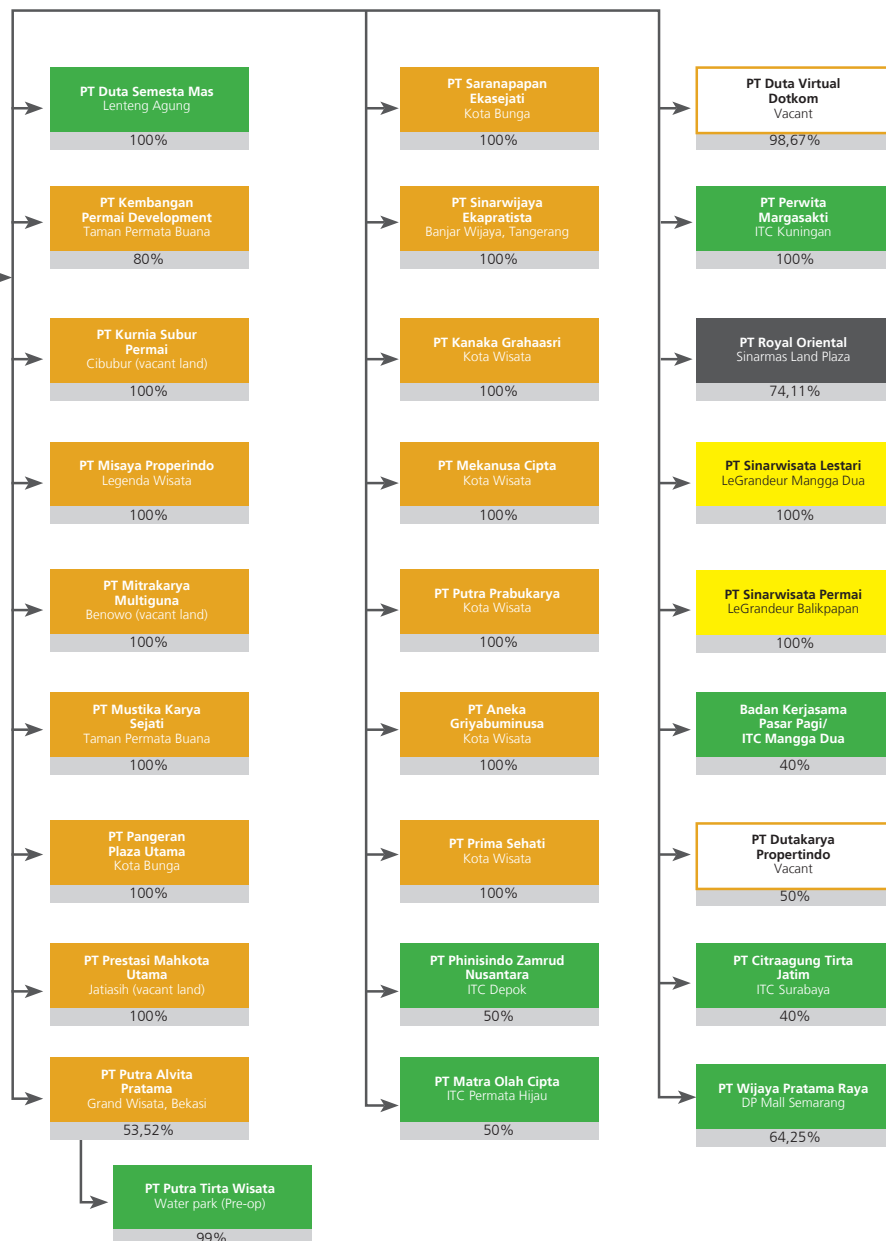 PT Duta Semesta Mas
Lenteng Agung
100%
PT Kembangan
Permai Development
Taman Permata Buana
80%
PT Kurnia Subur
Permai
Cibubur (vacant land)
100%
PT Misaya Properindo
Legenda Wisata
100%
PT Mitrakarya
Multiguna
Benowo (vacant land)
100%
PT Mustika Karya
Sejati
Taman Permata Buana
100%
PT Pangeran
Plaza Utama
Kota Bunga
100%
PT Prestasi Mahkota
Utama
Jatiasih (vacant land)
100%
PT Putra Alvita
Pratama
Grand Wisata, Bekasi
53,52%
PT Putra Tirta Wisata
Water park (Pre-op)
99%
PT Saranapapan
Ekasejati
Kota Bunga
100%
PT Sinarwijaya
Ekapratista
Banjar Wijaya, Tangerang
100%
PT Kanaka Grahaasri
Kota Wisata
100%
PT Mekanusa Cipta
Kota Wisata
100%
PT Putra Prabukarya
Kota Wisata
100%
PT Aneka
Griyabuminusa
Kota Wisata
100%
PT Prima Sehati
Kota Wisata
100%
PT Phinisindo Zamrud
Nusantara
ITC Depok
50%
PT Matra Olah Cipta
ITC Permata Hijau
50%
PT Duta Virtual
Dotkom
Vacant
98,67%
PT Perwita
Margasakti
ITC Kuningan
100%
PT Royal Oriental
Sinarmas Land Plaza
74,11%
PT Sinarwisata Lestari
LeGrandeur Mangga Dua
100%
PT Sinarwisata Permai
LeGrandeur Balikpapan
100%
Badan Kerjasama
Pasar Pagi/
ITC Mangga Dua
40%
PT Dutakarya
Propertindo
Vacant
50%
PT Citraagung Tirta
Jatim
ITC Surabaya
40%
PT Wijaya Pratama Raya
DP Mall Semarang
64,25%